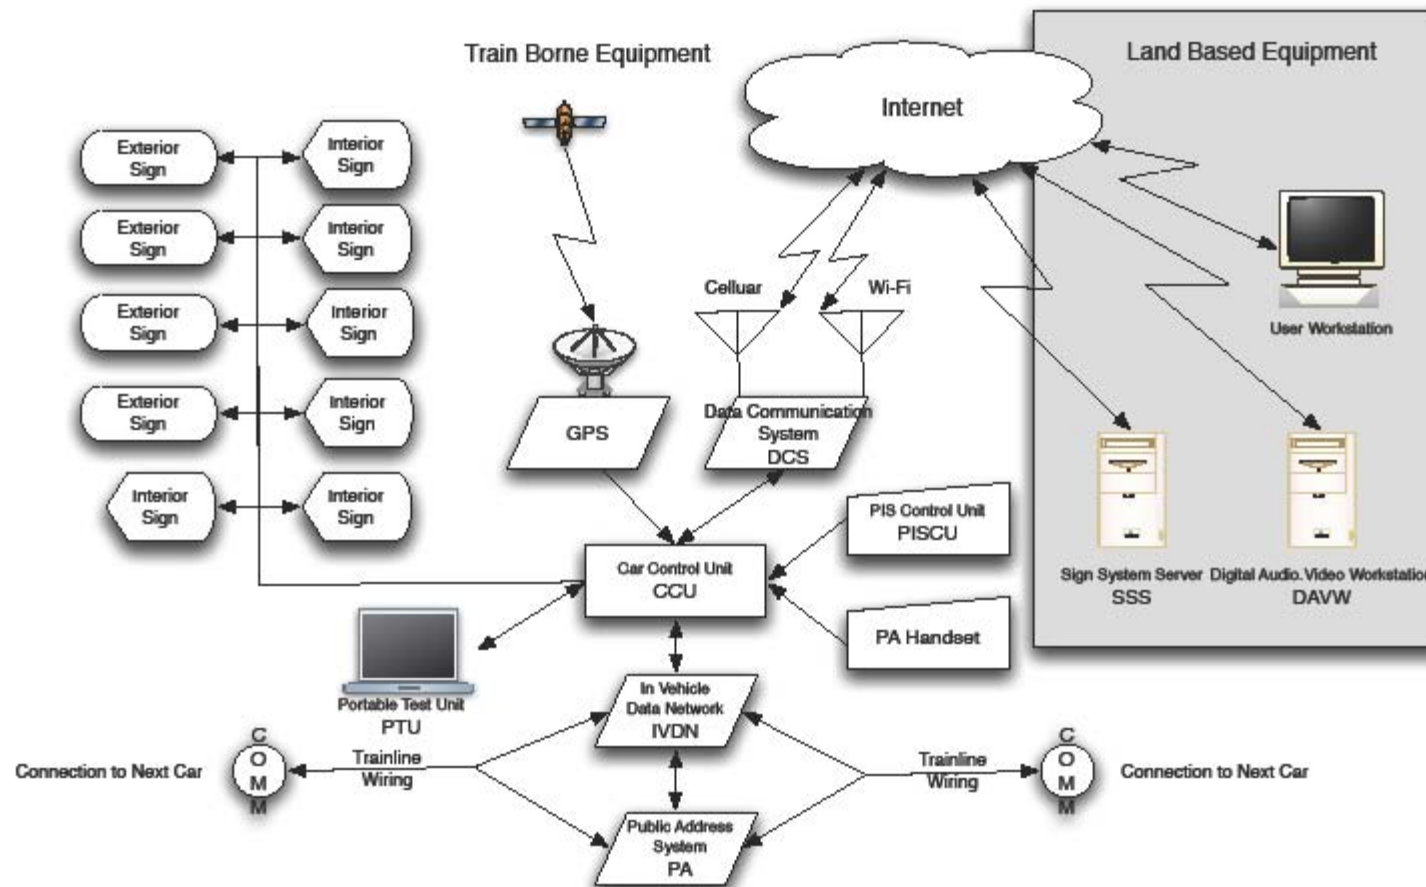 Train Borne Equipment
Land Based Equipment
Internet
Exterior
Sign
Interior
Sign
Exterior
Sign
Interior
Sign
Exterior
Sign
Interior
Sign
Exterior
Sign
Interior
Sign
Interior
Sign
Interior
Sign
Celluar
Wi-Fi
User Workstation
GPS
Data Communication
System
DCS
PIS Control Unit
PISCU
Car Control Unit
CCU
Sign System Server
SSS
Digital Audio.Video Workstation
DAVW
PA Handset
Portable Test Unit
PTU
In Vehicle
Data Network
IVDN
Connection to Next Car
C
O
M
M
Trainline
Wiring
Trainline
Wiring
C
O
M
M
Connection to Next Car
Public Address
System
PA